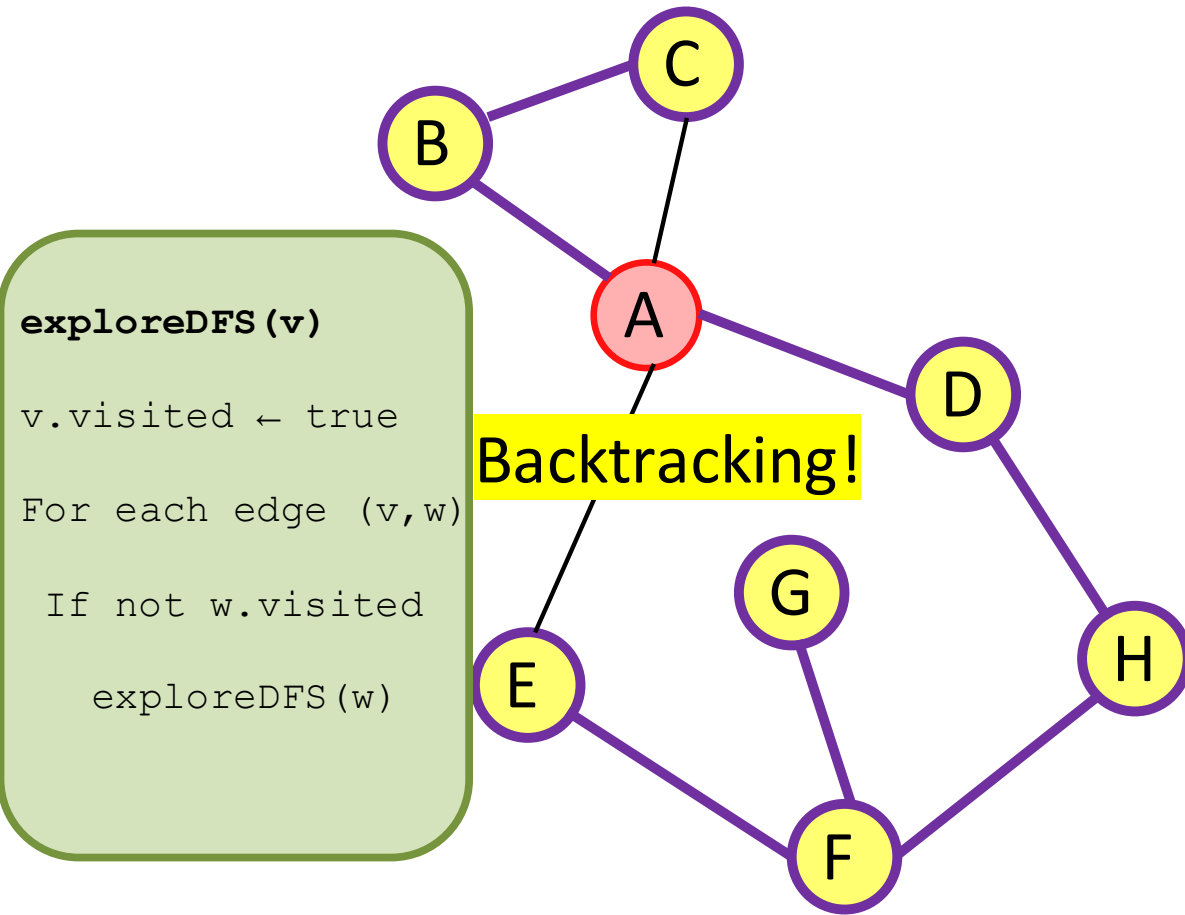 C
B
A
exploreDFS(v)
D
v.visited ← true
Backtracking!
For each edge (v,w)
G
If not w.visited
H
E
exploreDFS(w)
F